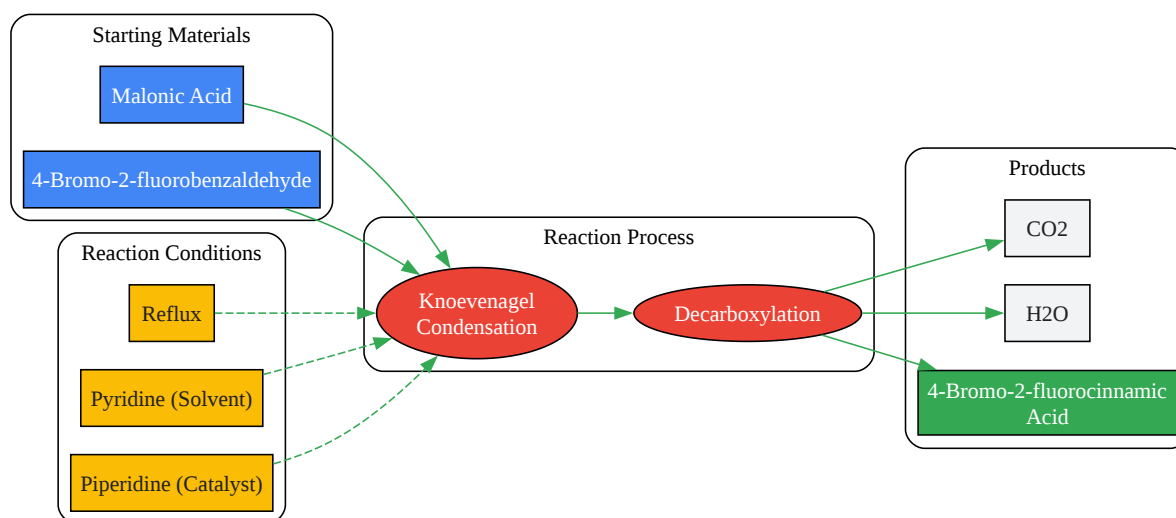 Starting Materials
Malonic Acid
4-Bromo-2-fluorobenzaldehyde
Reaction Conditions
Reflux
Pyridine (Solvent)
Piperidine (Catalyst)
Reaction Process
Knoevenagel
Condensation
Decarboxylation
Products
CO2
H2O
4-Bromo-2-fluorocinnamic
Acid